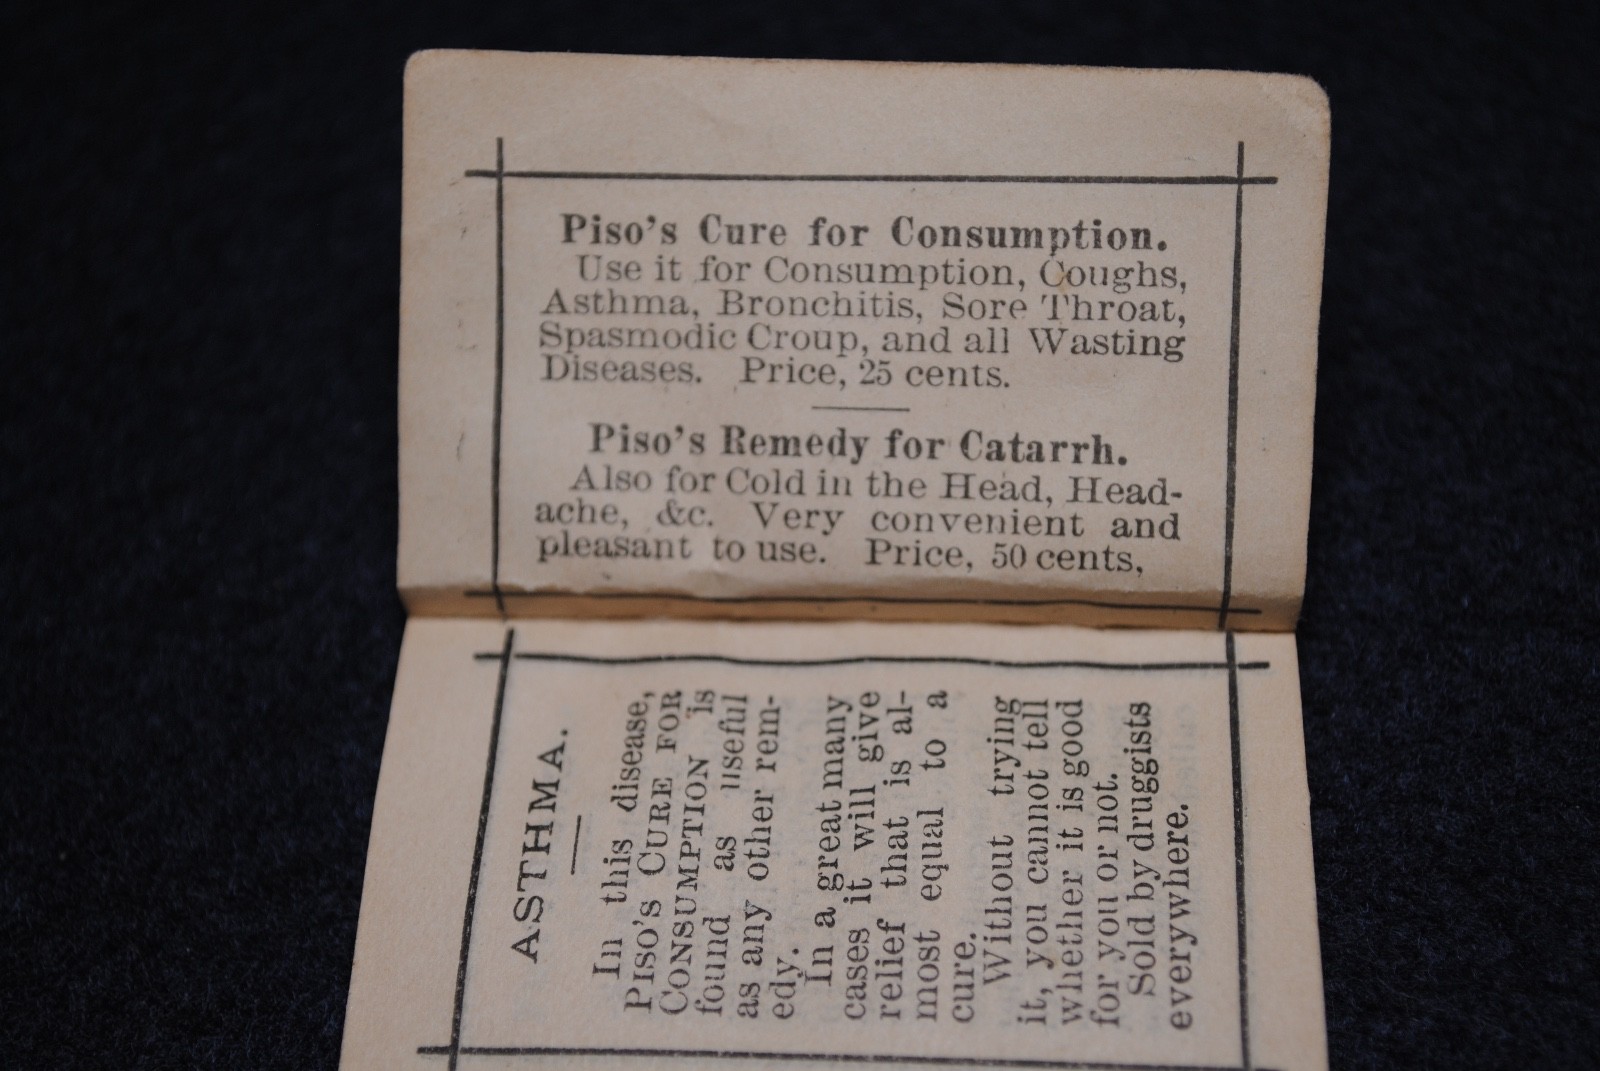 Piso's Cure for Consumption.
Use it for Consumption, Coughs,
Asthma, Bronchitis, Sore Throat,
Spasmodic Croup, and all Wasting
Diseases. Price, 25 cents.
Piso's Remedy for Catarrh.
Also for Cold in the Head, Head-
ache, &c. Very convenient and
pleasant to use. Price, 50 cents,
ASTHMA.
In this disease,
PISO'S CURE FOR
CONSUMPTION is
found as useful
as any other rem-
edy.
In a great many
cases it will give
relief that is al-
most equal to a
cure.
Without trying
it, you cannot tell
whether it is good
for you or not.
Sold by druggists
everywhere.